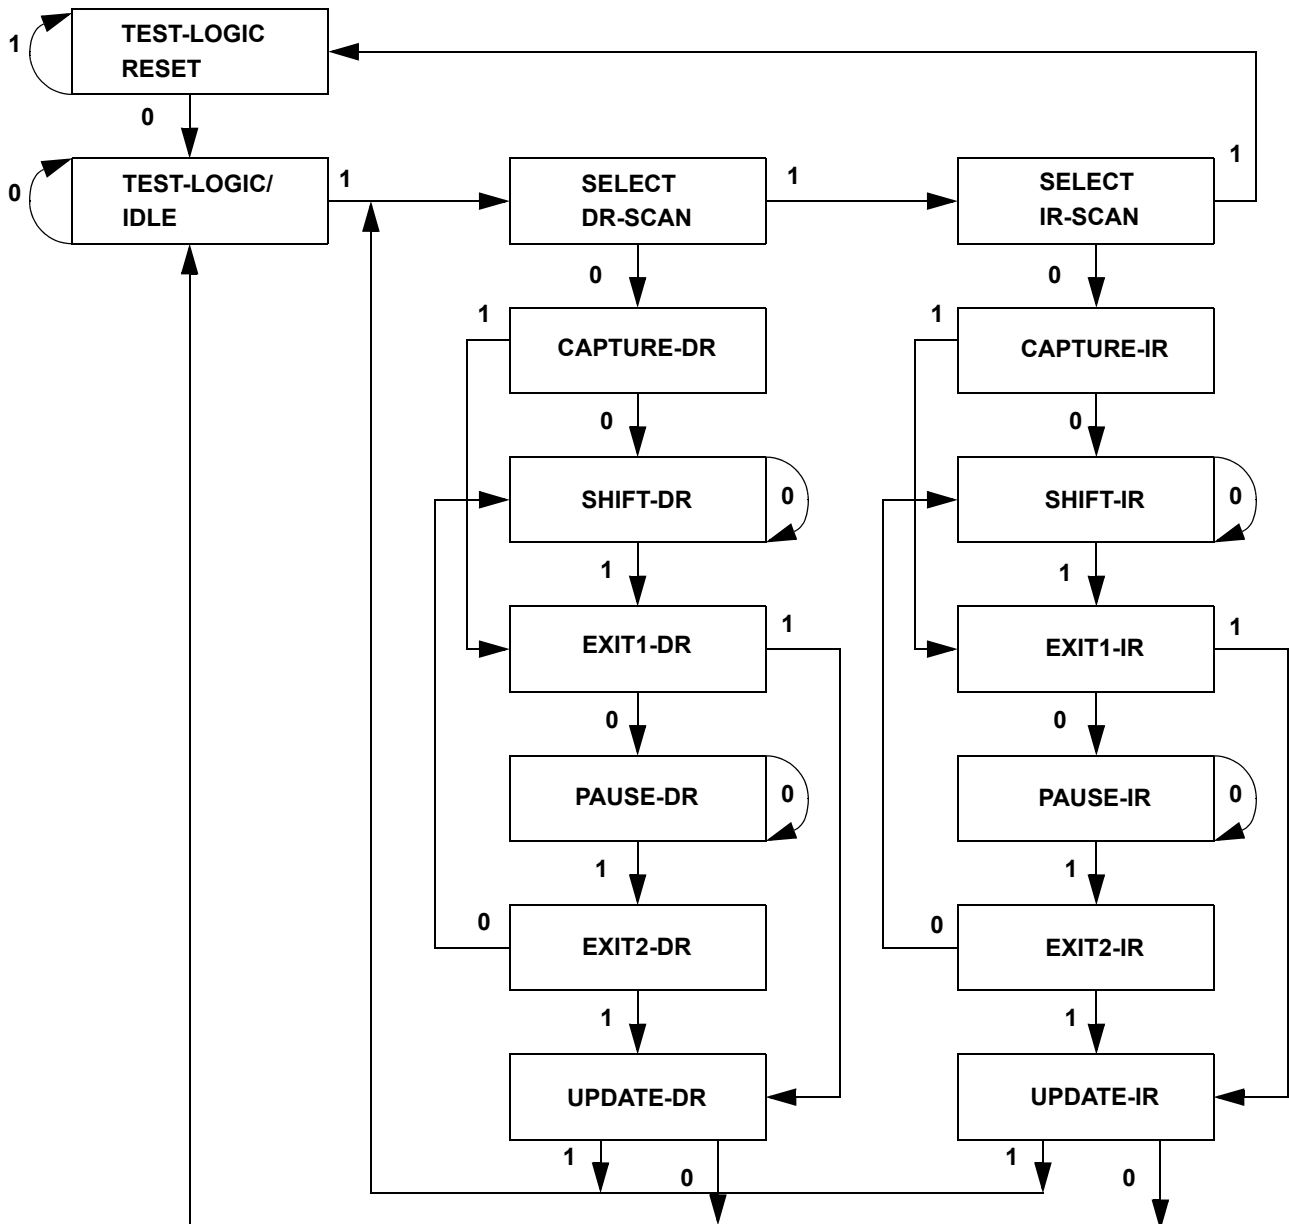 TEST-LOGIC
RESET
1
0
TEST-LOGIC/
IDLE
0
1
SELECT
DR-SCAN
1
SELECT
IR-SCAN
1
0
0
1
CAPTURE-DR
1
CAPTURE-IR
0
0
SHIFT-DR
0
SHIFT-IR
0
1
1
EXIT1-DR
1
EXIT1-IR
1
0
0
PAUSE-DR
0
PAUSE-IR
0
1
1
0
EXIT2-DR
0
EXIT2-IR
1
1
UPDATE-DR
UPDATE-IR
1
0
1
0